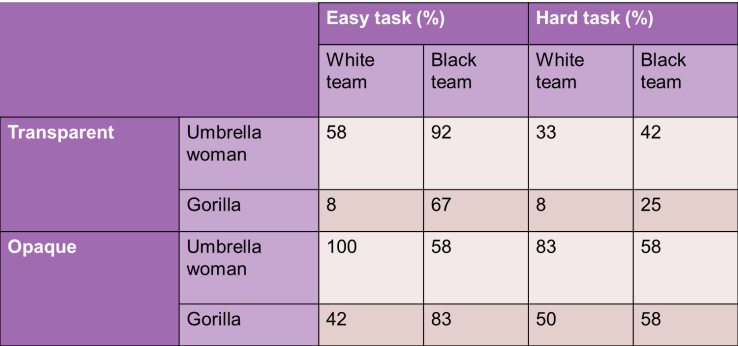 Easy task (%) Hard task (%)
White team Black team White team Black team
Transparent Umbrella woman 58 92 33 42
Gorilla 8 67 8 25
Opaque Umbrella woman 100 58 83 58
Gorilla 42 83 50 58